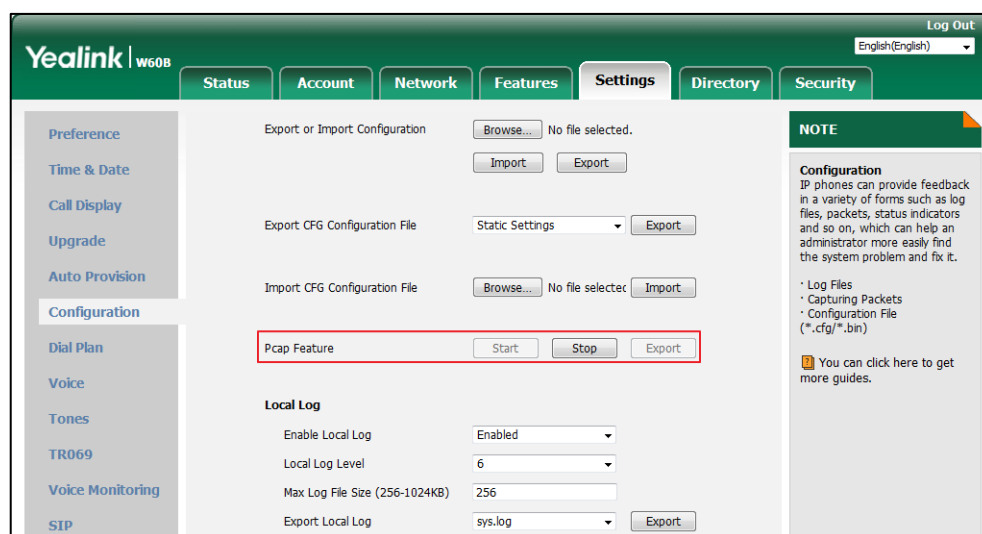 Log Out
Yealink | W60B
English(English)
Status Account Network Features Settings Directory Security
Preference
Time & Date
Call Display
Upgrade
Auto Provision
Configuration
Dial Plan
Voice
Tones
TR069
Voice Monitoring
SIP
Export or Import Configuration Browse... No file selected.
Import Export
Export CFG Configuration File Static Settings Export
Import CFG Configuration File Browse... No file selectec Import
Pcap Feature Start Stop Export
Local Log
Enable Local Log Enabled
Local Log Level 6
Max Log File Size (256-1024KB) 256
Export Local Log sys.log Export
NOTE
Configuration
IP phones can provide feedback
in a variety of forms such as log
files, packets, status indicators
and so on, which can help an
administrator more easily find
the system problem and fix it.
· Log Files
· Capturing Packets
· Configuration File
(*.cfg/*.bin)
You can click here to get
more guides.